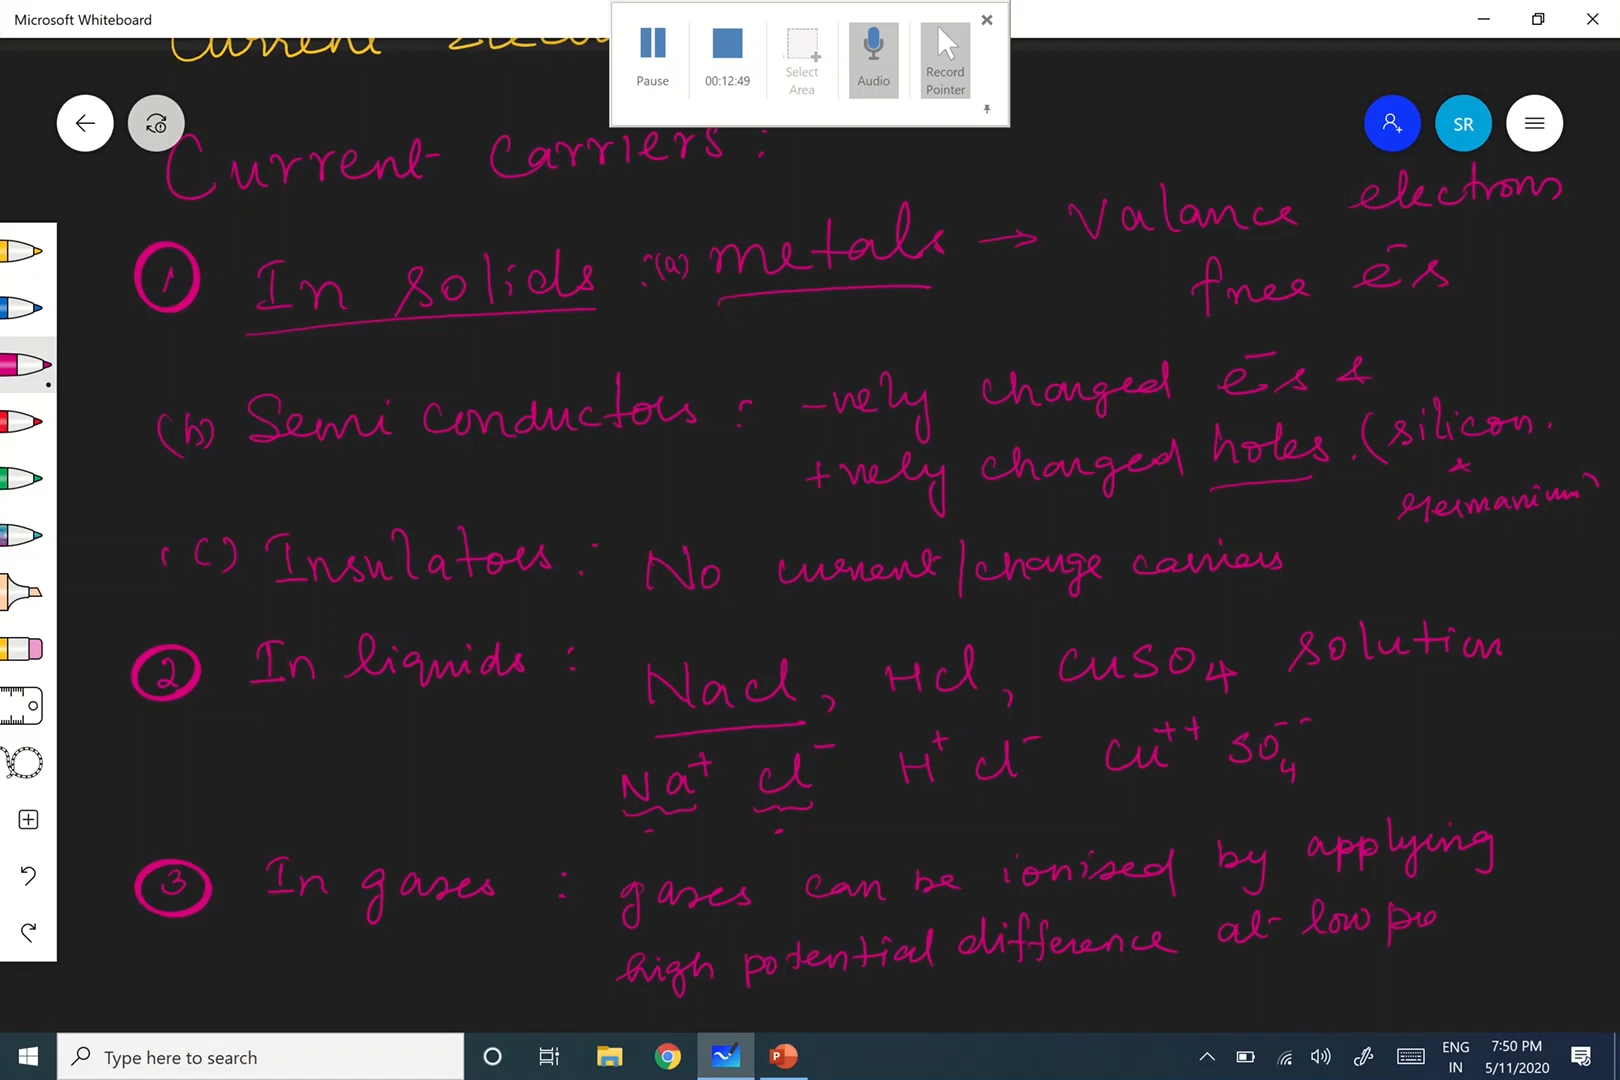 Microsoft Whiteboard
Current
Pause
00:12:49
Select Area
Audio
Record Pointer
SR
Current Carriers :
① In solids :(a) metals → Valance electrons
free e̅s
(b) Semi conductors : -vely charged e̅s &
+vely charged holes. (silicon.
&
Germanium)
(C) Insulators : No current/charge carriers
② In liquids : Nacl, Hcl, CuSO₄ solution
Na⁺ Cl⁻ H⁺ Cl⁻ Cu⁺⁺ SO₄⁻⁻
③ In gases : gases can be ionised by applying
high potential difference at low pre
Type here to search
ENG
IN
7:50 PM
5/11/2020